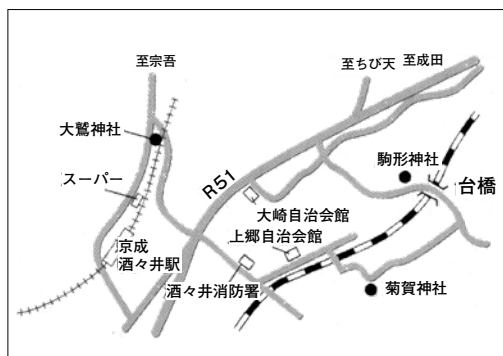 至宗吾
至ちび天
至成田
大鷲神社
R51
駒形神社
台橋
スーパー
大崎自治会館
上郷自治会館
京成
酒々井駅
酒々井消防署
菊賀神社